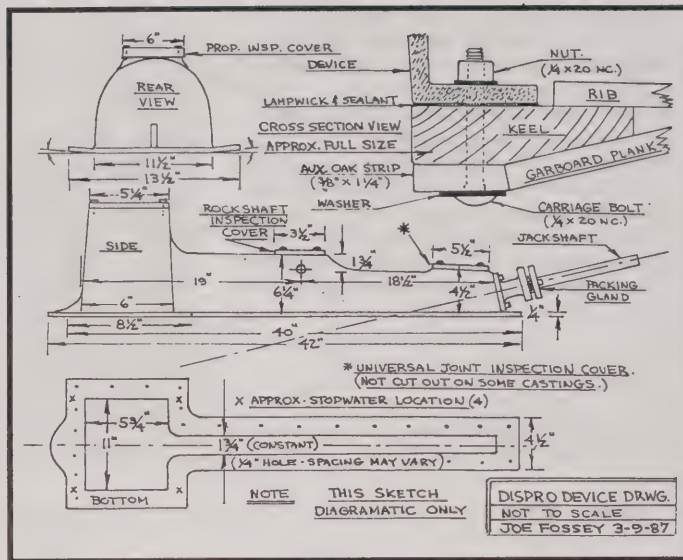 6"
PROP. INSP. COVER
REAR
VIEW
11½"
13½"
DEVICE
NUT.
(¼ X 20 NC.)
LAMPWICK & SEALANT
RIB
CROSS SECTION VIEW
KEEL
APPROX. FULL SIZE
GARBOARD PLANK
AUX. OAK STRIP
(⅜" X 1¼")
WASHER
CARRIAGE BOLT
(¼ X 20 NC.)
5¼"
ROCKSHAFT
INSPECTION
COVER
3½"
*
5½"
JACKSHAFT
SIDE
1¾"
19"
6¼"
18½"
4½"
PACKING
GLAND
6"
8½"
¼"
40"
42"
* UNIVERSAL JOINT INSPECTION COVER.
(NOT CUT OUT ON SOME CASTINGS.)
X APPROX. STOPWATER LOCATION (4)
X
X
5¾"
11"
1¾" (CONSTANT)
4½"
(¼" HOLE - SPACING MAY VARY)
X
X
BOTTOM
NOTE THIS SKETCH
DIAGRAMATIC ONLY
DISPRO DEVICE DRWG.
NOT TO SCALE
JOE FOSSEY 3-9-87